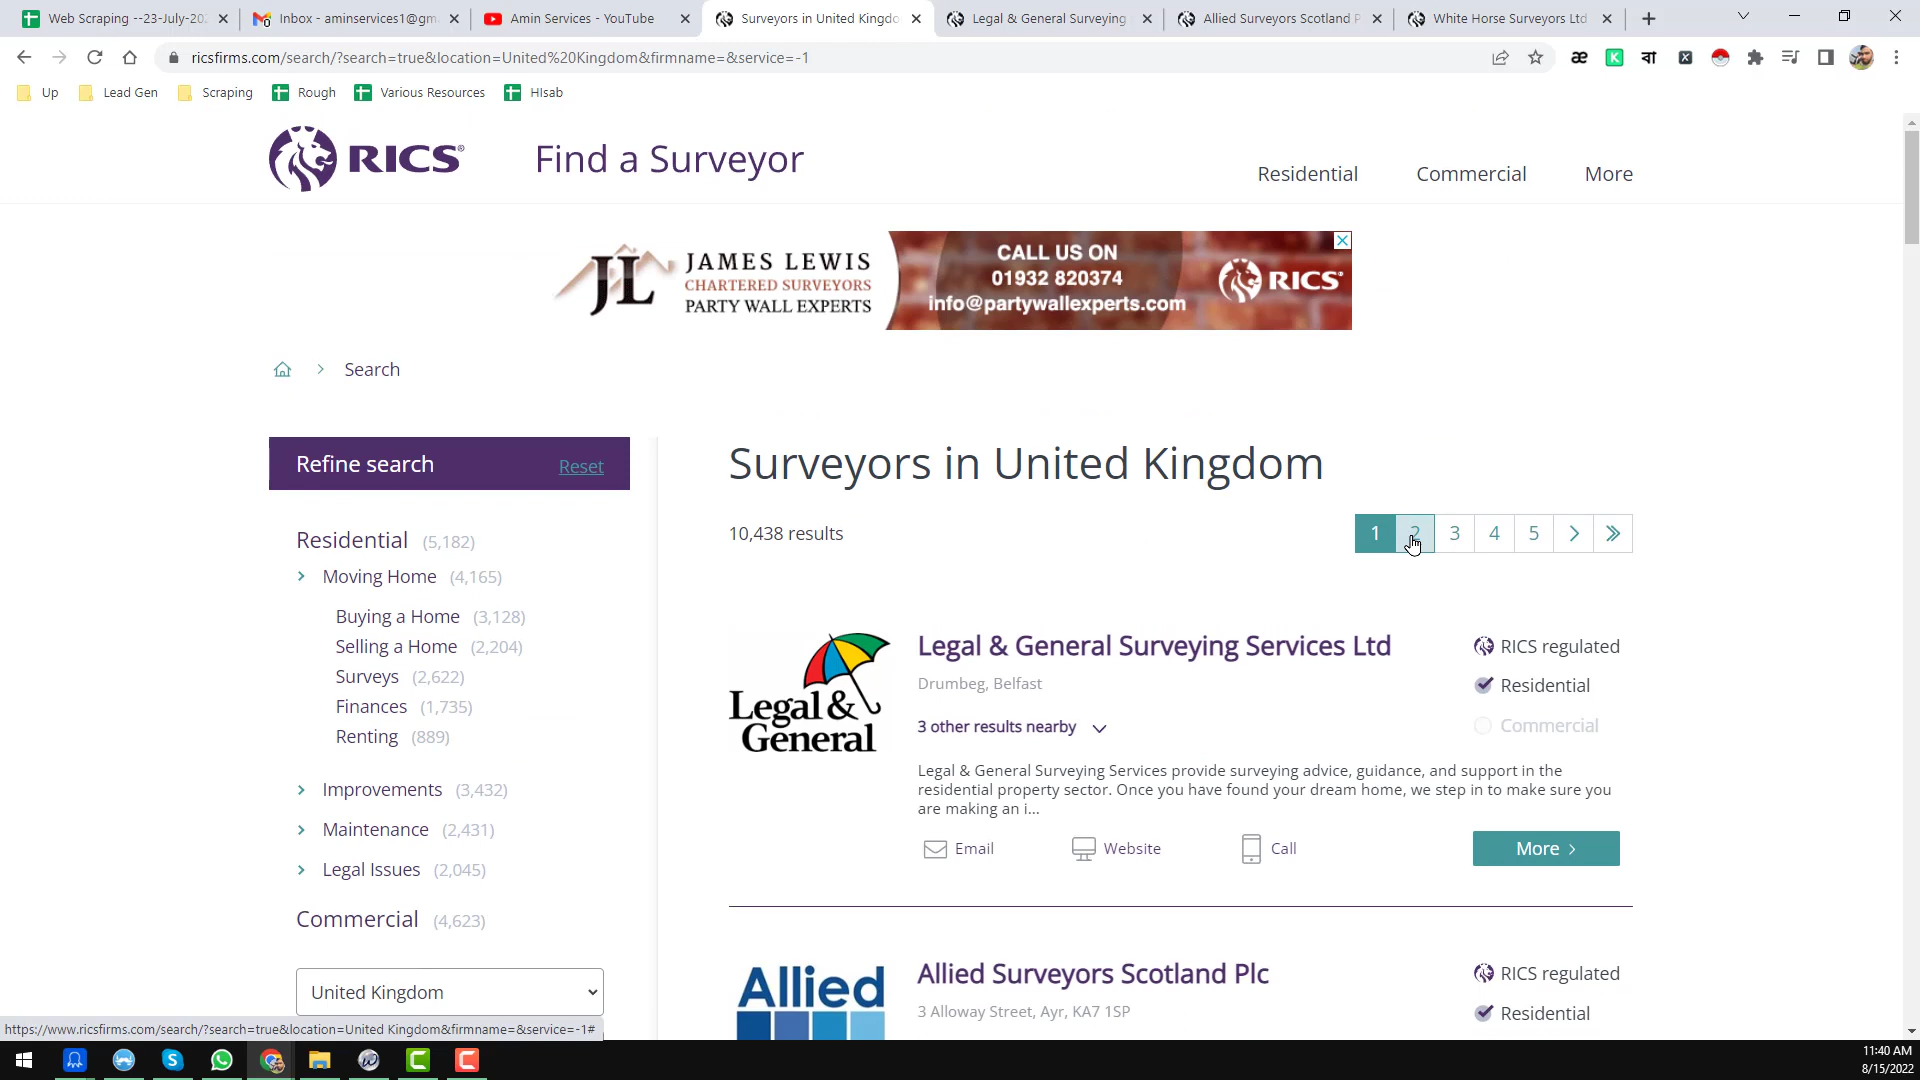 Web Scraping --23-July-20
Inbox - aminservices1@gm
Amin Services - YouTube
Surveyors in United Kingdo
Legal & General Surveying
Allied Surveyors Scotland P
White Horse Surveyors Ltd
ricsfirms.com/search/?search=true&location=United%20Kingdom&firmname=&service=-1
Up
Lead Gen
Scraping
Rough
Various Resources
HIsab
RICS
Find a Surveyor
Residential
Commercial
More
JL
JAMES LEWIS
CHARTERED SURVEYORS
PARTY WALL EXPERTS
CALL US ON
01932 820374
info@partywallexperts.com
RICS
Search
Refine search
Reset
Residential (5,182)
Moving Home (4,165)
Buying a Home (3,128)
Selling a Home (2,204)
Surveys (2,622)
Finances (1,735)
Renting (889)
Improvements (3,432)
Maintenance (2,431)
Legal Issues (2,045)
Commercial (4,623)
United Kingdom
Surveyors in United Kingdom
10,438 results
1 2 3 4 5
Legal &
General
Legal & General Surveying Services Ltd
Drumbeg, Belfast
3 other results nearby
Legal & General Surveying Services provide surveying advice, guidance, and support in the
residential property sector. Once you have found your dream home, we step in to make sure you
are making an i...
Email
Website
Call
RICS regulated
Residential
Commercial
More
Allied
Allied Surveyors Scotland Plc
3 Alloway Street, Ayr, KA7 1SP
RICS regulated
Residential
https://www.ricsfirms.com/search/?search=true&location=United Kingdom&firmname=&service=-1#
11:40 AM
8/15/2022